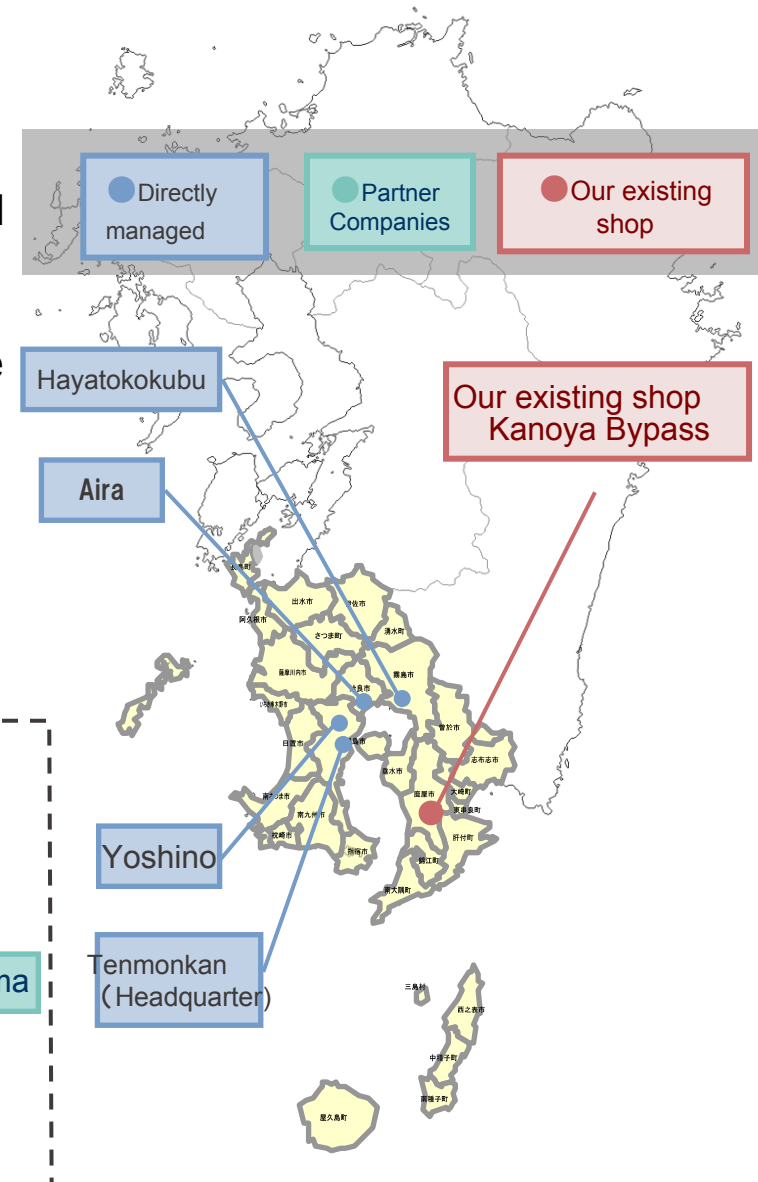 Directly
managed
Partner
Companies
Our existing
shop
Hayatokokubu
Our existing shop
Kanoya Bypass
Aira
出水市
阿久根市
さつま町
湧水町
薩摩川内市
霧島市
曽於市
日置市
志布志市
垂水市
大崎町
鹿屋市
東串良町
南九州市
枕崎市
指宿市
肝付町
錦江町
南大隅町
Yoshino
Tenmonkan
（Headquarter)
ma
三島村
西之表市
中種子町
南種子町
屋久島町